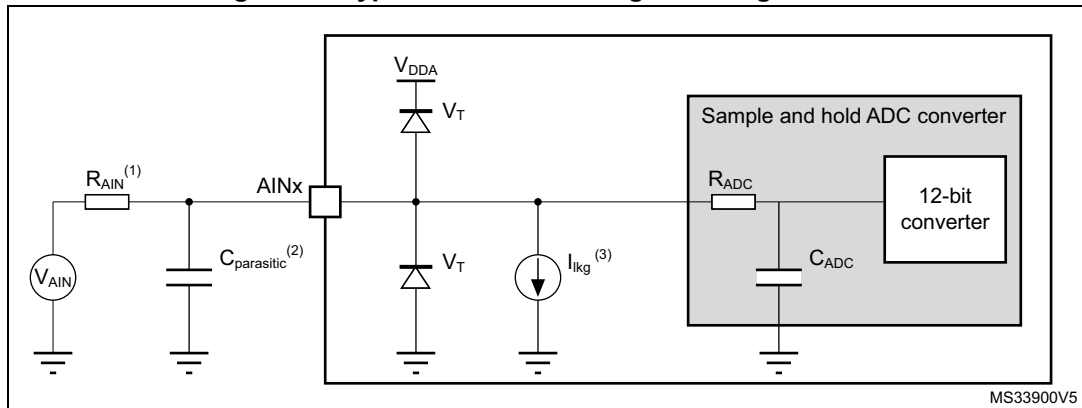 V_DDA
V_T
Sample and hold ADC converter
R_AIN^(1)
AINx
R_ADC
12-bit
converter
V_AIN
C_parasitic^(2)
V_T
I_lkg^(3)
C_ADC
MS33900V5